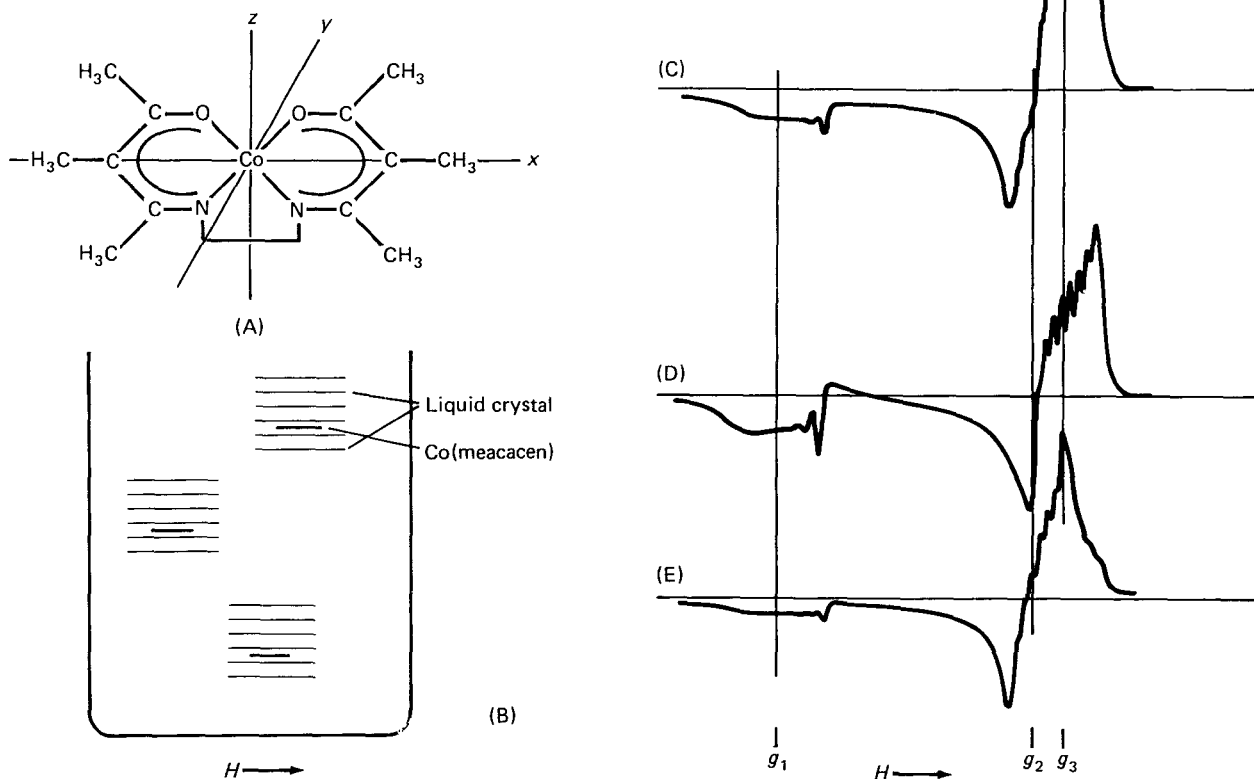 z
y
H₃C
CH₃
C—O
O—C
H₃C—C
Co
C—CH₃
x
C—N
N—C
H₃C
CH₃
(A)
Liquid crystal
Co(meacacen)
(B)
H
(C)
(D)
(E)
g₁
g₂
g₃
H